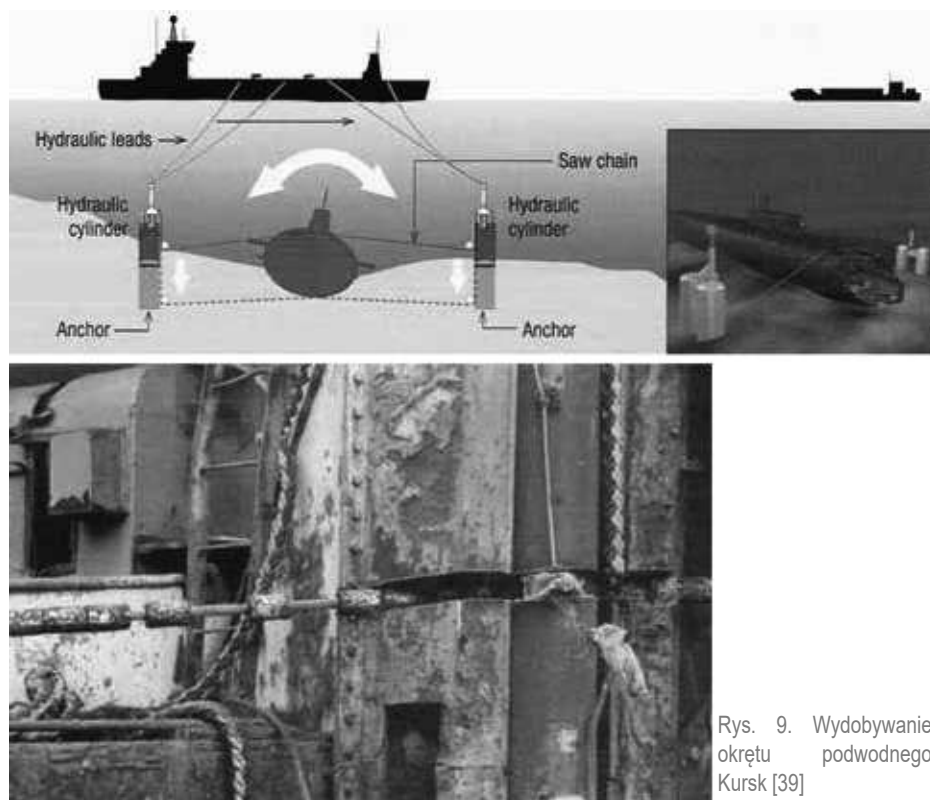 Hydraulic leads
Saw chain
Hydraulic
cylinder
Hydraulic
cylinder
Anchor
Anchor
Rys. 9. Wydobywanie
okrętu podwodnego
Kursk [39]